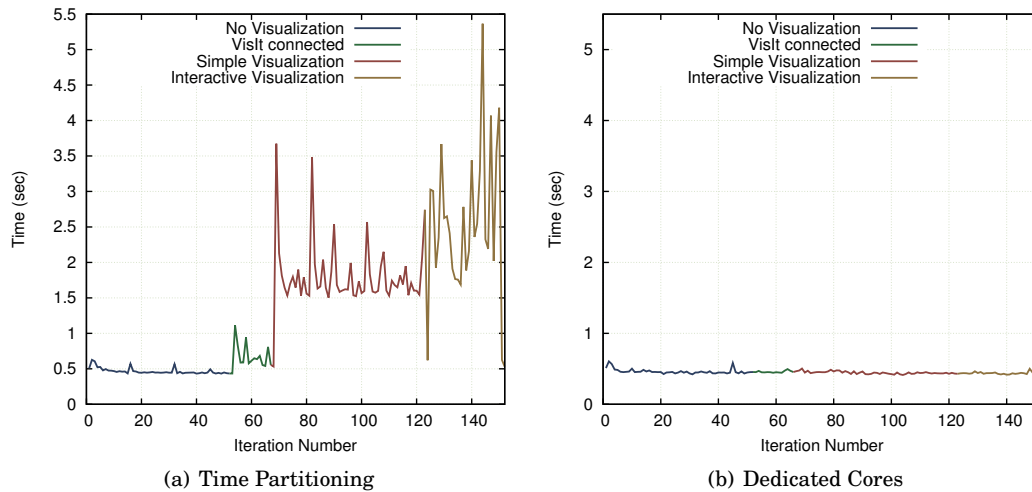 5.5
5
4.5
4
3.5
3
2.5
2
1.5
1
0.5
0
Time (sec)
No Visualization
VisIt connected
Simple Visualization
Interactive Visualization
0 20 40 60 80 100 120 140
Iteration Number
(a) Time Partitioning
5
4
3
2
1
0
Time (sec)
No Visualization
VisIt connected
Simple Visualization
Interactive Visualization
0 20 40 60 80 100 120 140
Iteration Number
(b) Dedicated Cores